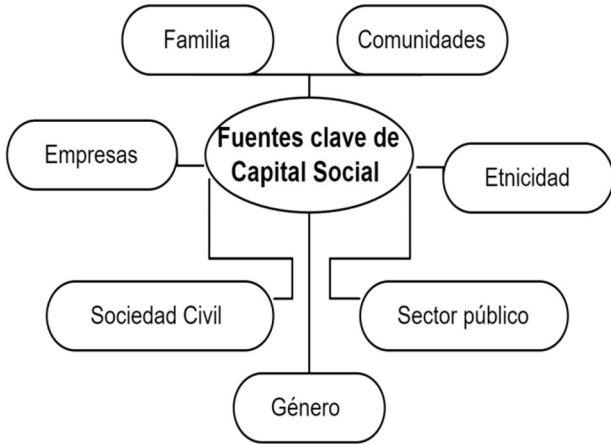 Familia
Comunidades
Fuentes clave de
Capital Social
Empresas
Etnicidad
Sociedad Civil
Sector público
Género